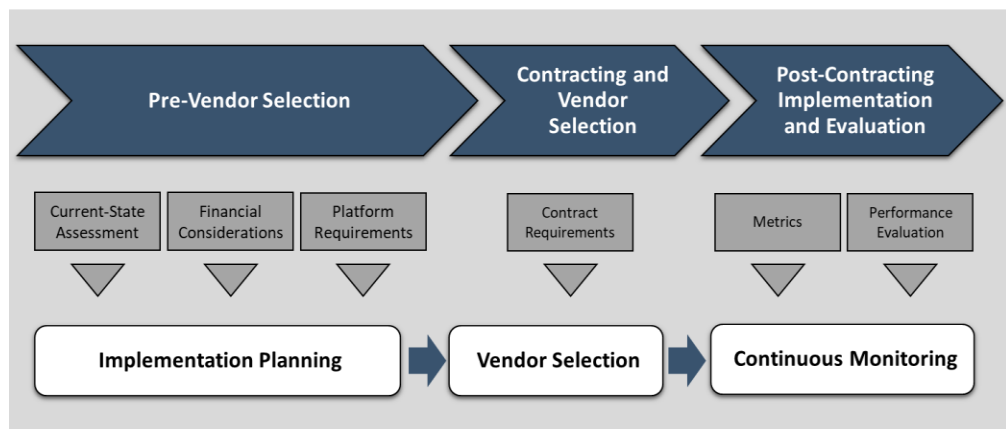 Pre-Vendor Selection
Contracting and
Vendor
Selection
Post-Contracting
Implementation
and Evaluation
Current-State
Assessment
Financial
Considerations
Platform
Requirements
Contract
Requirements
Metrics
Performance
Evaluation
Implementation Planning
Vendor Selection
Continuous Monitoring